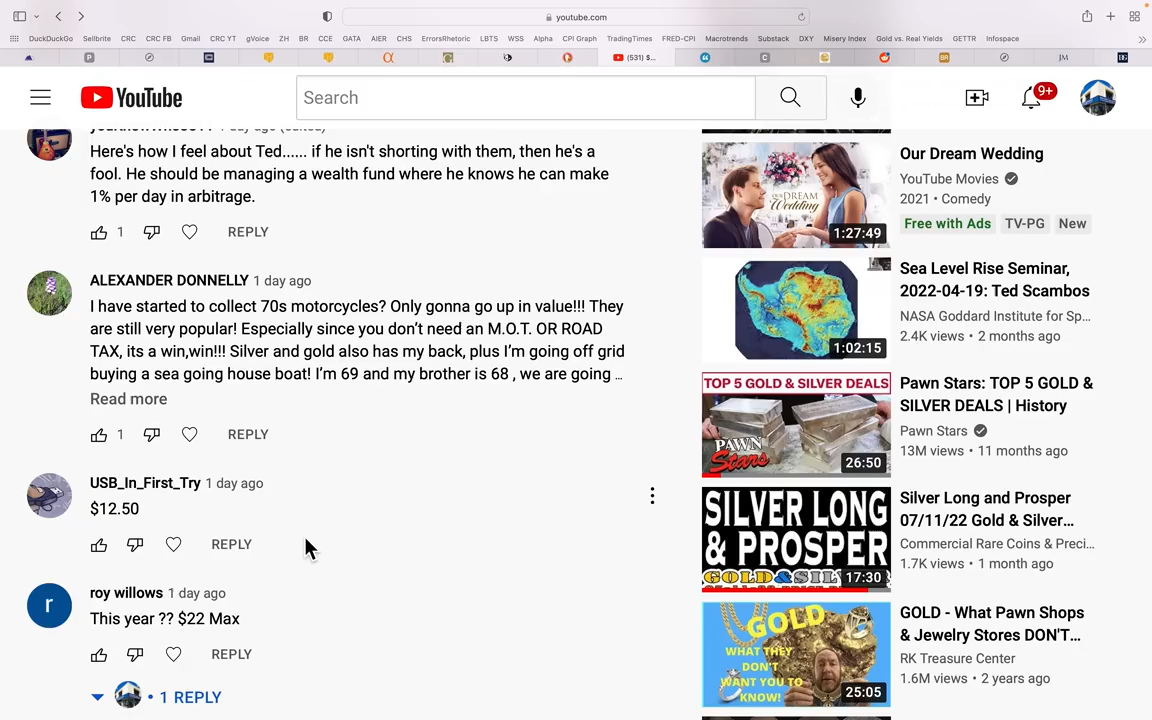 youtube.com
DuckDuckGo Sellbrite CRC CRC FB Gmail CRC YT gVoice ZH BR CCE GATA AIER CHS ErrorsRhetoric LBTS WSS Alpha CPI Graph TradingTimes FRED-CPI Macrotrends Substack DXY Misery Index Gold vs. Real Yields GETTR Infospace
(531) $...
JM
YouTube
Search
9+
1 day ago (edited)
Here's how I feel about Ted...... if he isn't shorting with them, then he's a
fool. He should be managing a wealth fund where he knows he can make
1% per day in arbitrage.
1 REPLY
ALEXANDER DONNELLY 1 day ago
I have started to collect 70s motorcycles? Only gonna go up in value!!! They
are still very popular! Especially since you don't need an M.O.T. OR ROAD
TAX, its a win,win!!! Silver and gold also has my back, plus I'm going off grid
buying a sea going house boat! I'm 69 and my brother is 68 , we are going ...
Read more
1 REPLY
USB_In_First_Try 1 day ago
$12.50
REPLY
roy willows 1 day ago
r
This year ?? $22 Max
REPLY
• 1 REPLY
OUR DREAM Wedding
1:27:49
Our Dream Wedding
YouTube Movies
2021 • Comedy
Free with Ads TV-PG New
1:02:15
Sea Level Rise Seminar,
2022-04-19: Ted Scambos
NASA Goddard Institute for Sp...
2.4K views • 2 months ago
TOP 5 GOLD & SILVER DEALS
PAWN
Stars
26:50
Pawn Stars: TOP 5 GOLD &
SILVER DEALS | History
Pawn Stars
13M views • 11 months ago
SILVER LONG
& PROSPER
GOLD & SIL
17:30
Silver Long and Prosper
07/11/22 Gold & Silver...
Commercial Rare Coins & Preci...
1.7K views • 1 month ago
GOLD
WHAT THEY
DON'T
WANT YOU TO
KNOW!
25:05
GOLD - What Pawn Shops
& Jewelry Stores DON'T...
RK Treasure Center
1.6M views • 2 years ago